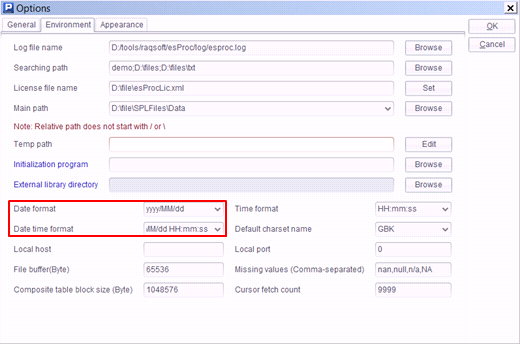 Options
General Environment Appearance
OK
Cancel
Log file name D:/tools/raqsoft/esProc/log/esproc.log Browse
Searching path demo;D:\files;D:\files\txt Browse
License file name D:\file\esProcLic.xml Set
Main path D:\file\SPLFiles\Data Browse
Note: Relative path does not start with / or \
Temp path Edit
Initialization program Browse
External library directory Browse
Date format yyyy/MM/dd Time format HH:mm:ss
Date time format /MM/dd HH:mm:ss Default charset name GBK
Local host Local port 0
File buffer(Byte) 65536 Missing values (Comma-separated) nan,null,n/a,NA
Composite table block size (Byte) 1048576 Cursor fetch count 9999